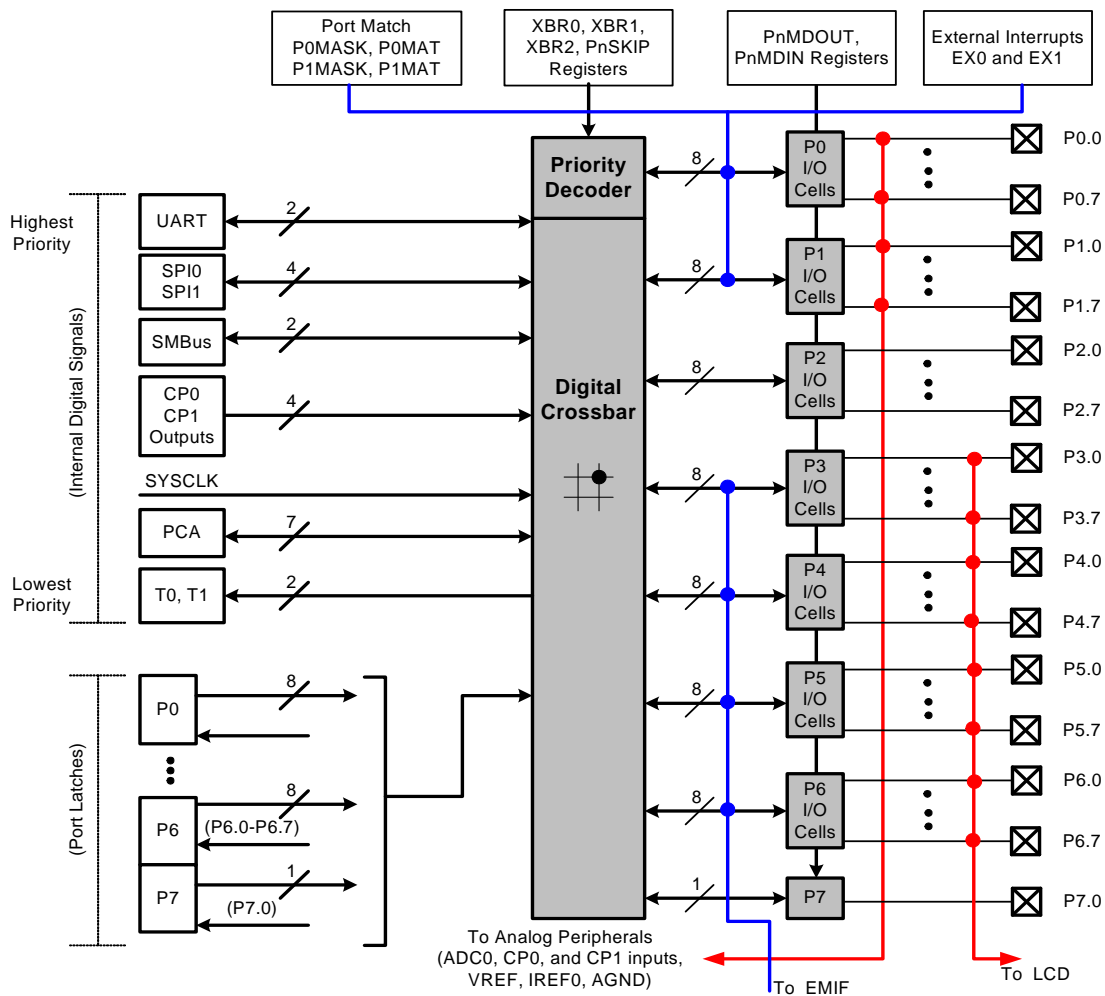 Port Match
P0MASK, P0MAT
P1MASK, P1MAT
XBR0, XBR1,
XBR2, PnSKIP
Registers
PnMDOUT,
PnMDIN Registers
External Interrupts
EX0 and EX1
Priority
Decoder
Digital
Crossbar
Highest
Priority
(Internal Digital Signals)
Lowest
Priority
UART
2
SPI0
SPI1
4
SMBus
2
CP0
CP1
Outputs
4
SYSCLK
PCA
7
T0, T1
2
(Port Latches)
P0
8
P6
8
(P6.0-P6.7)
P7
1
(P7.0)
8
P0
I/O
Cells
P0.0
P0.7
8
P1
I/O
Cells
P1.0
P1.7
8
P2
I/O
Cells
P2.0
P2.7
8
P3
I/O
Cells
P3.0
P3.7
8
P4
I/O
Cells
P4.0
P4.7
8
P5
I/O
Cells
P5.0
P5.7
8
P6
I/O
Cells
P6.0
P6.7
1
P7
P7.0
To Analog Peripherals
(ADC0, CP0, and CP1 inputs,
VREF, IREF0, AGND)
To EMIF
To LCD